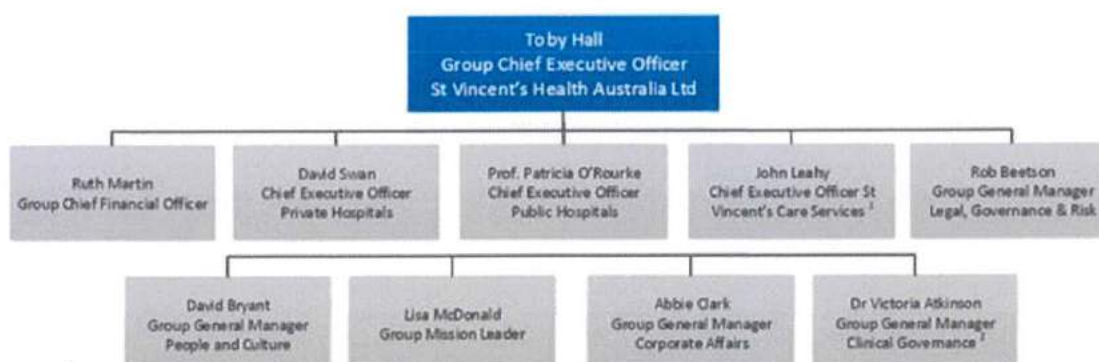 Toby Hall
Group Chief Executive Officer
St Vincent's Health Australia Ltd
Ruth Martin
Group Chief Financial Officer
David Swan
Chief Executive Officer
Private Hospitals
Prof. Patricia O'Rourke
Chief Executive Officer
Public Hospitals
John Leahy
Chief Executive Officer St
Vincent's Care Services 1
Rob Beetson
Group General Manager
Legal, Governance & Risk
David Bryant
Group General Manager
People and Culture
Lisa McDonald
Group Mission Leader
Abbie Clark
Group General Manager
Corporate Affairs
Dr Victoria Atkinson
Group General Manager
Clinical Governance 2